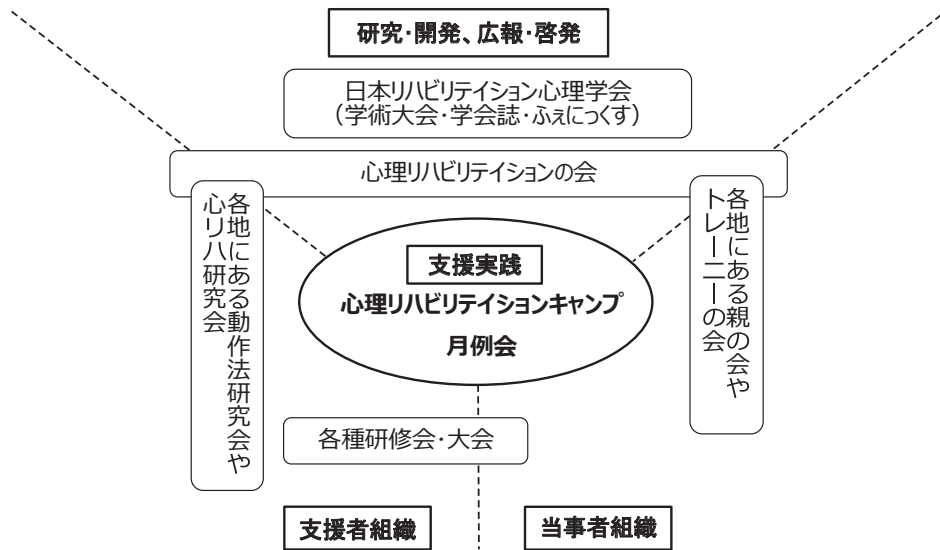 研究･開発、広報･啓発
日本リハビリテイション心理学会
（学術大会･学会誌･ふぇにっくす）
心理リハビリテイションの会
各地にある動作法研究会や
心リハ研究会
支援実践
心理リハビリテイションキャンプ
月例会
各地にある親の会や
トレーニーの会
各種研修会･大会
支援者組織
当事者組織